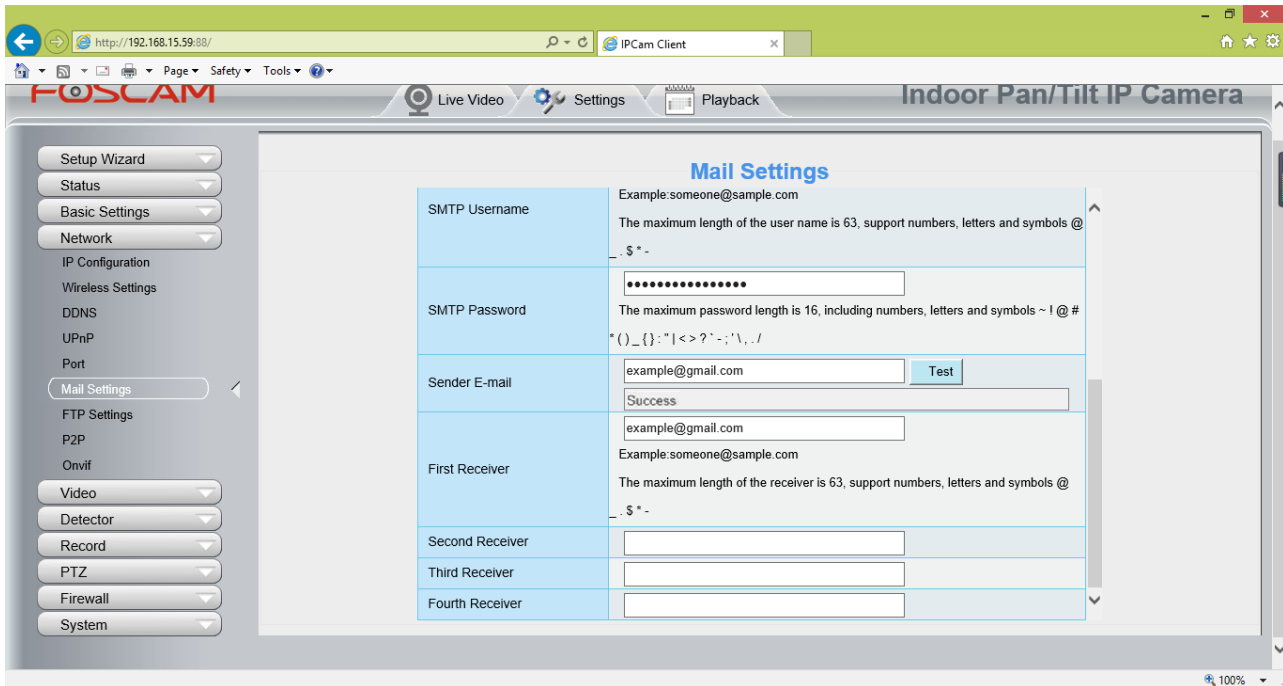 http://192.168.15.59:88/
IPCam Client
Page Safety Tools
FOSCAM
Live Video
Settings
Playback
Indoor Pan/Tilt IP Camera
Setup Wizard
Status
Basic Settings
Network
IP Configuration
Wireless Settings
DDNS
UPnP
Port
Mail Settings
FTP Settings
P2P
Onvif
Video
Detector
Record
PTZ
Firewall
System
Mail Settings
SMTP Username
Example:someone@sample.com
The maximum length of the user name is 63, support numbers, letters and symbols @
_ . $ * -
SMTP Password
••••••••••••••••
The maximum password length is 16, including numbers, letters and symbols ~ ! @ #
* ( ) _ { } : " | < > ? ` - ; ' \ , . /
Sender E-mail
example@gmail.com
Test
Success
First Receiver
example@gmail.com
Example:someone@sample.com
The maximum length of the receiver is 63, support numbers, letters and symbols @
_ . $ * -
Second Receiver
Third Receiver
Fourth Receiver
100%